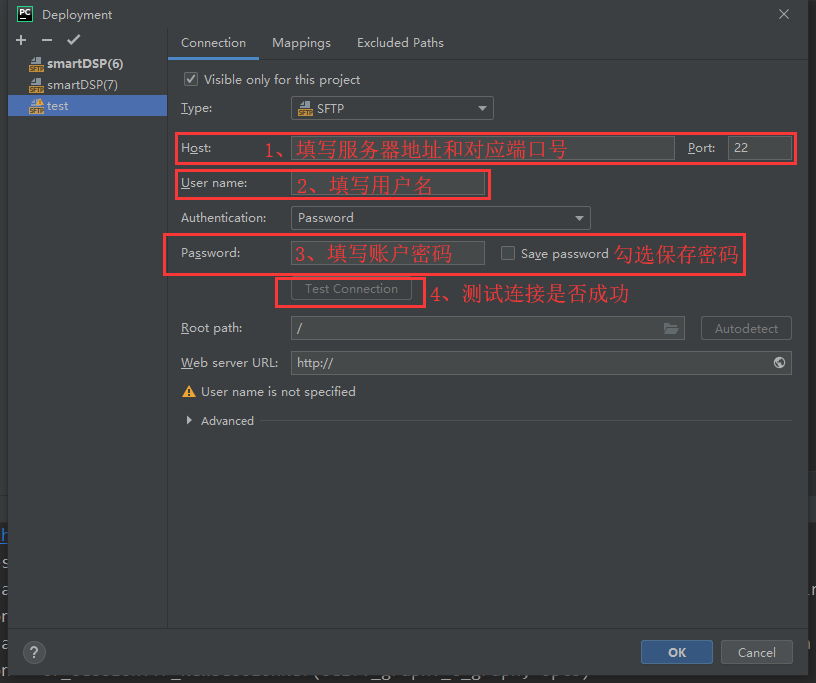 PC Deployment
Connection Mappings Excluded Paths
smartDSP(6)
smartDSP(7)
test
Visible only for this project
Type: SFTP
Host: 1、填写服务器地址和对应端口号 Port: 22
User name: 2、填写用户名
Authentication: Password
Password: 3、填写账户密码 Save password 勾选保存密码
Test Connection 4、测试连接是否成功
Root path: / Autodetect
Web server URL: http://
User name is not specified
Advanced
? OK Cancel